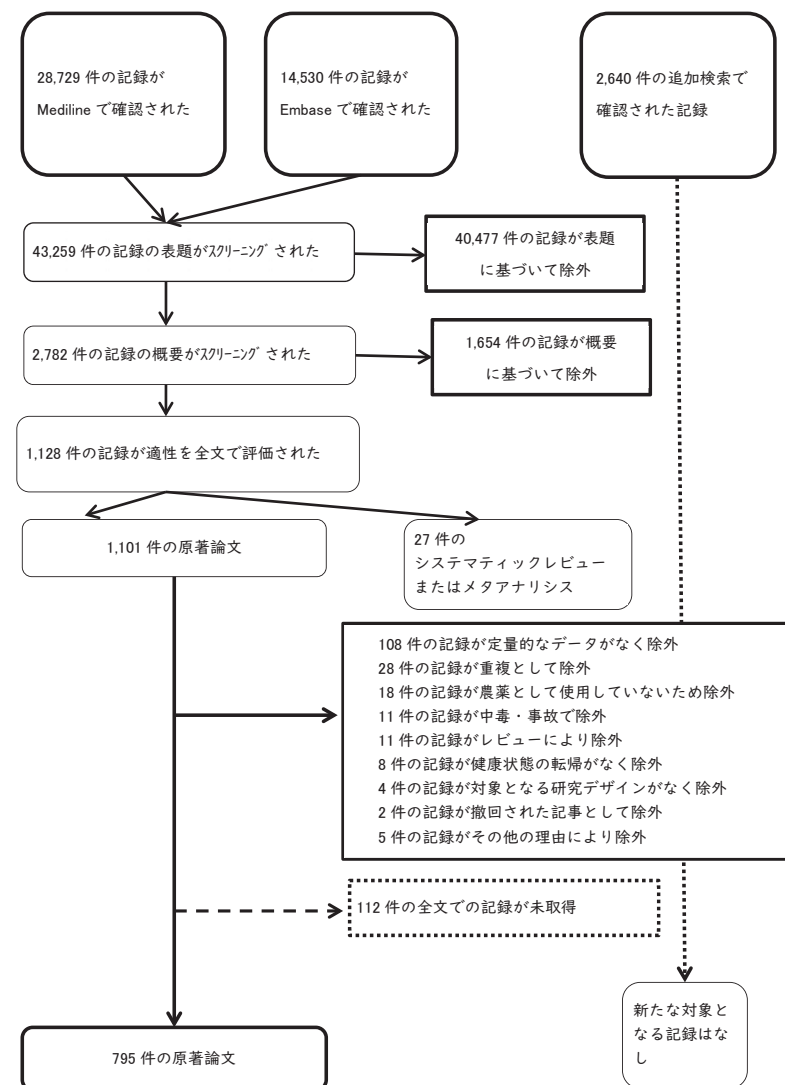 28,729 件の記録が
Mediline で確認された
14,530 件の記録が
Embase で確認された
2,640 件の追加検索で
確認された記録
43,259 件の記録の表題がｽｸﾘｰﾆﾝｸﾞされた
40,477 件の記録が表題
に基づいて除外
2,782 件の記録の概要がｽｸﾘｰﾆﾝｸﾞされた
1,654 件の記録が概要
に基づいて除外
1,128 件の記録が適性を全文で評価された
1,101 件の原著論文
27 件の
システマティックレビュー
またはメタアナリシス
108 件の記録が定量的なデータがなく除外
28 件の記録が重複として除外
18 件の記録が農薬として使用していないため除外
11 件の記録が中毒・事故で除外
11 件の記録がレビューにより除外
8 件の記録が健康状態の転帰がなく除外
4 件の記録が対象となる研究デザインがなく除外
2 件の記録が撤回された記事として除外
5 件の記録がその他の理由により除外
112 件の全文での記録が未取得
新たな対象と
なる記録はな
し
795 件の原著論文